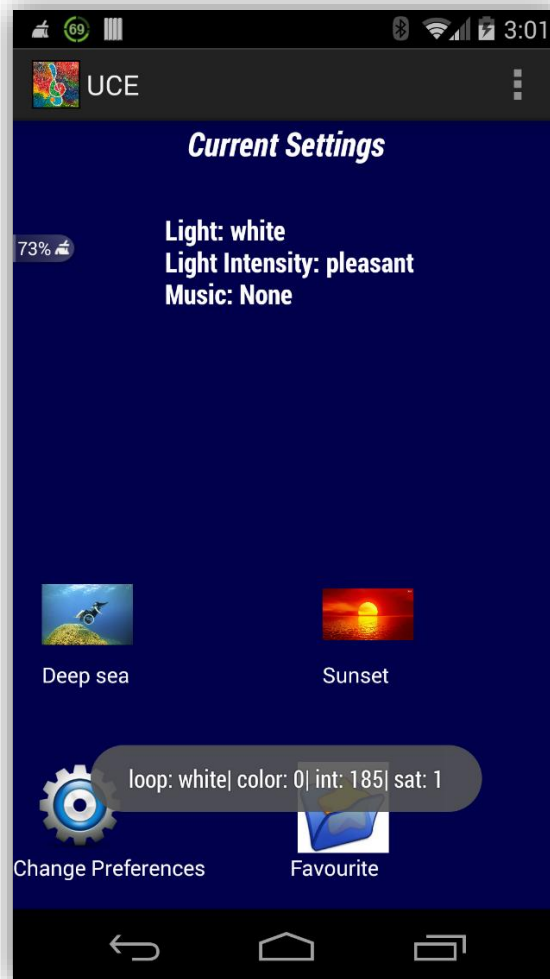 69
3:01
UCE
Current Settings
73%
Light: white
Light Intensity: pleasant
Music: None
Deep sea
Sunset
loop: white| color: 0| int: 185| sat: 1
Change Preferences
Favourite